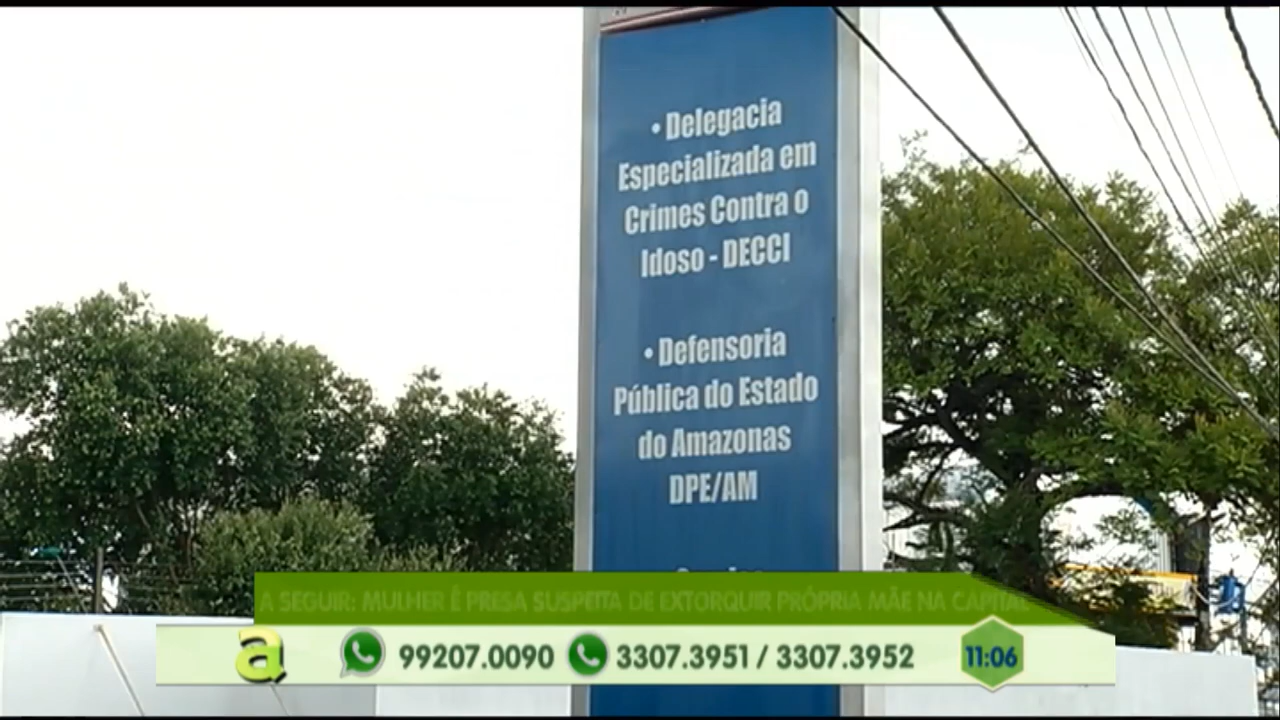 • Delegacia
Especializada em
Crimes Contra o
Idoso - DECCI
• Defensoria
Pública do Estado
do Amazonas
DPE/AM
A SEGUIR: MULHER É PRESA SUSPEITA DE EXTORQUIR PRÓPRIA MÃE NA CAPITAL
a 99207.0090 3307.3951 / 3307.3952 11:06